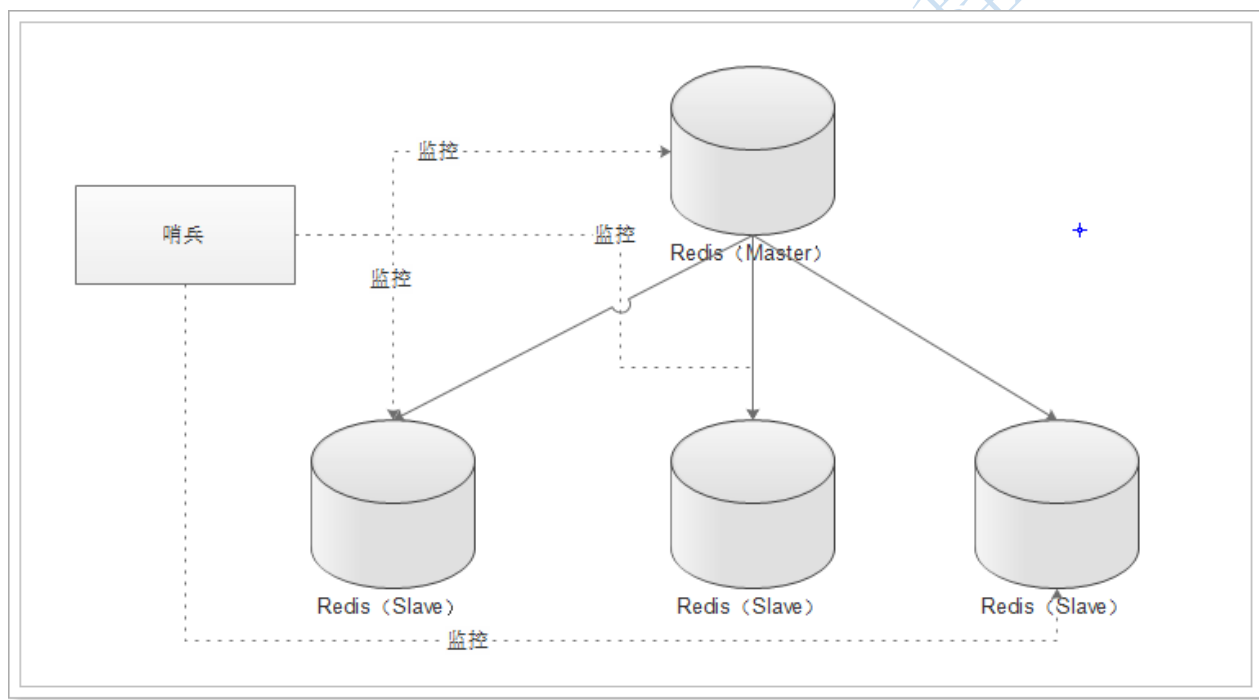 监控
哨兵
监控
Redis（Master）
监控
Redis（Slave）
Redis（Slave）
Redis（Slave）
监控